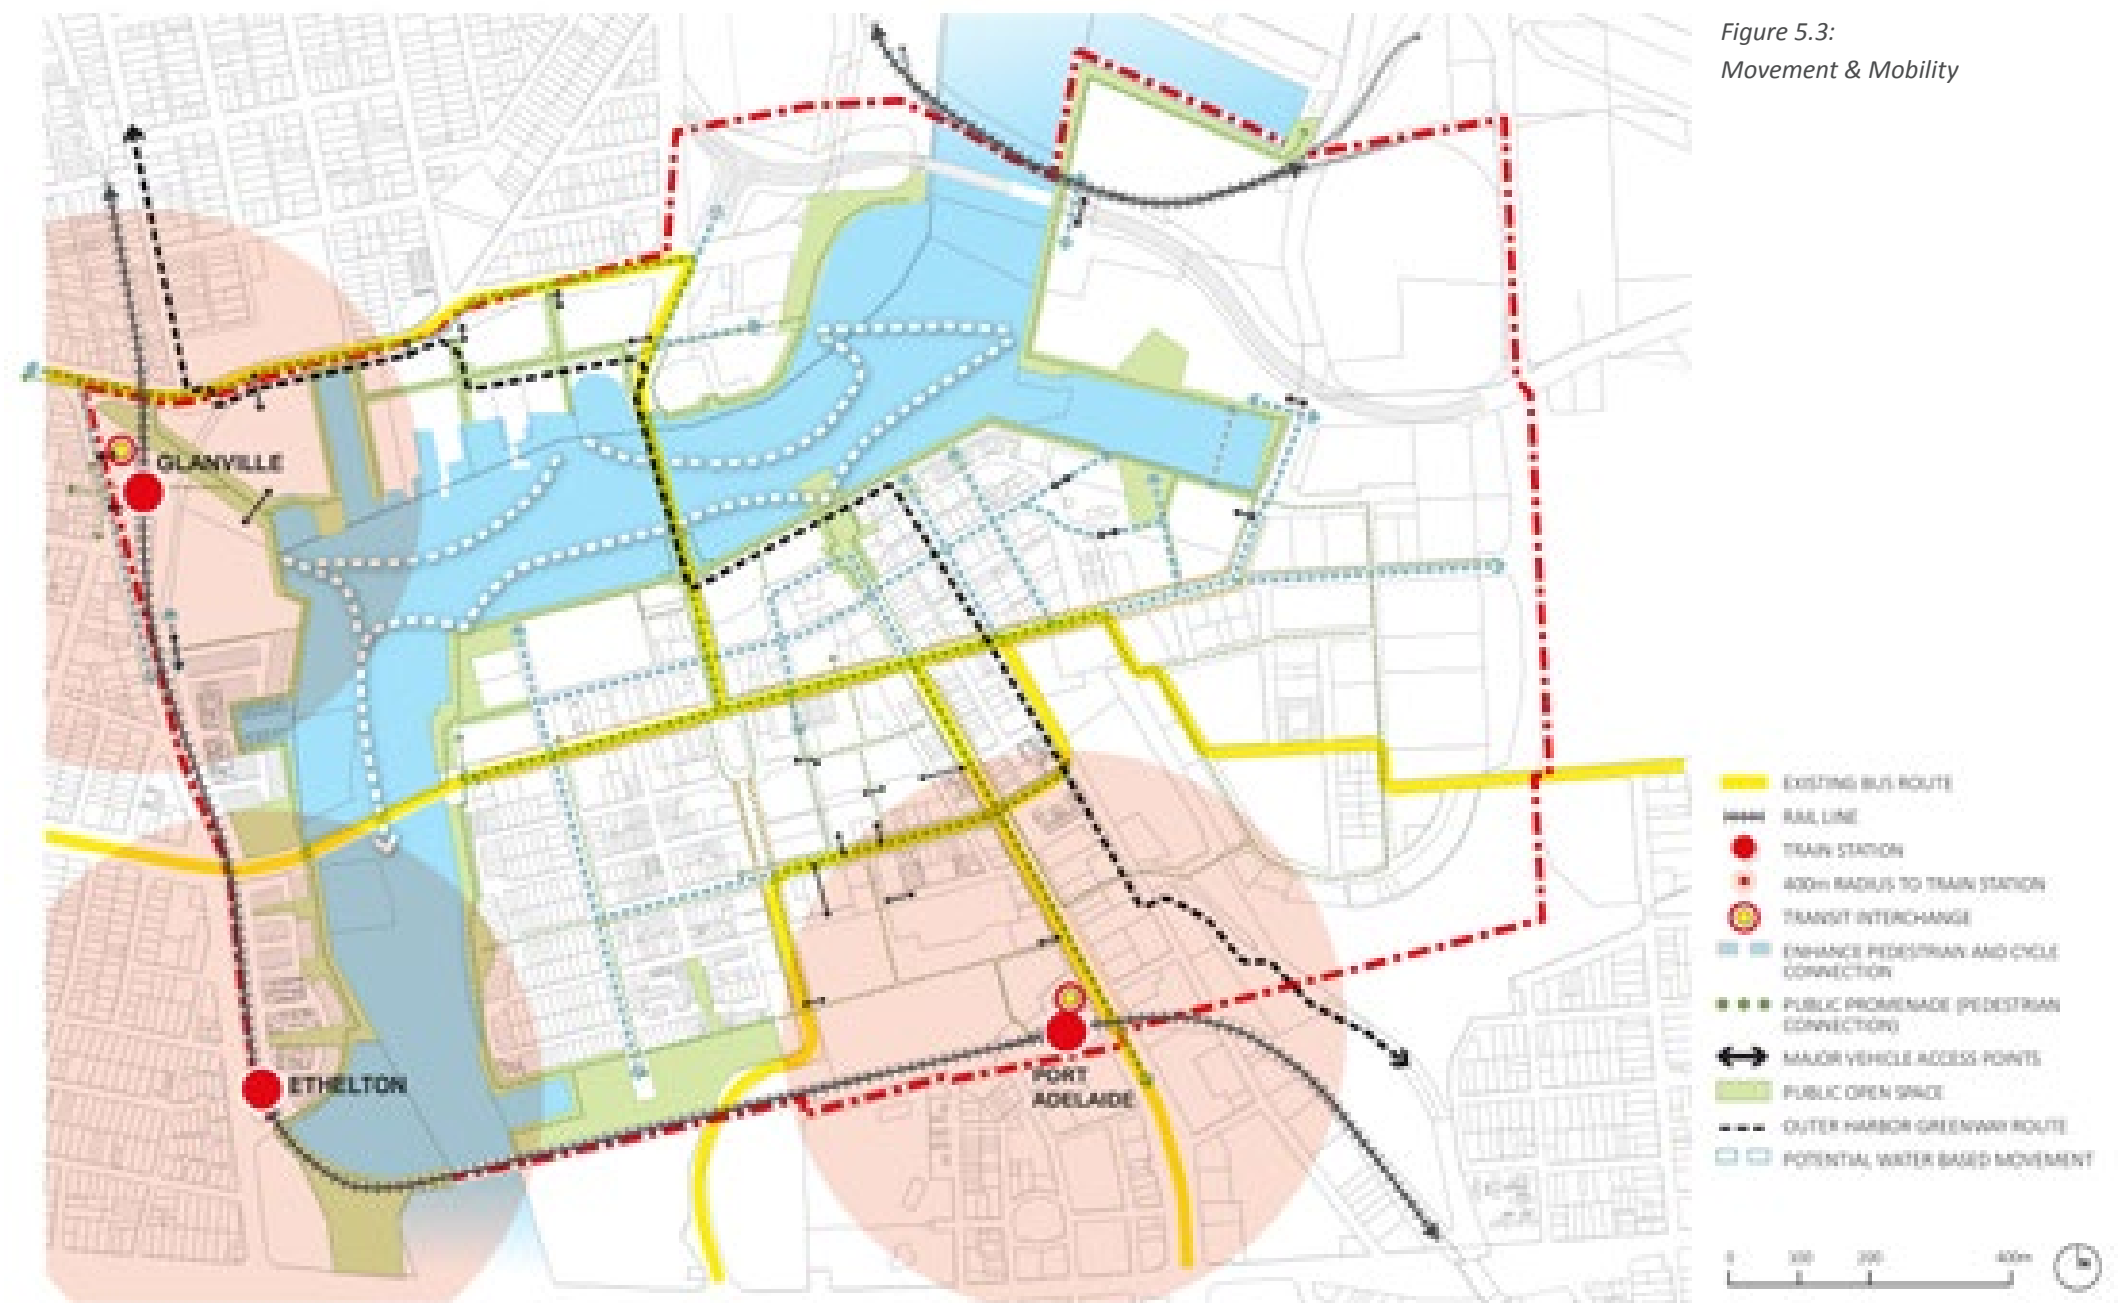 Figure 5.3:
Movement & Mobility
GLANVILLE
ETHELTON
PORT
ADELAIDE
EXISTING BUS ROUTE
RAIL LINE
TRAIN STATION
400m RADIUS TO TRAIN STATION
TRANSIT INTERCHANGE
ENHANCE PEDESTRIAN AND CYCLE
CONNECTION
PUBLIC PROMENADE (PEDESTRIAN
CONNECTION)
MAJOR VEHICLE ACCESS POINTS
PUBLIC OPEN SPACE
OUTER HARBOR GREENWAY ROUTE
POTENTIAL WATER BASED MOVEMENT
0 100 200 400m